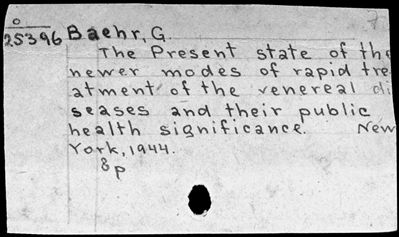 O
25396 Baehr, G.
The Present state of the
newer modes of rapid tre
atment of the venereal di
seases and their public
health significance. New
York, 1944.
8p